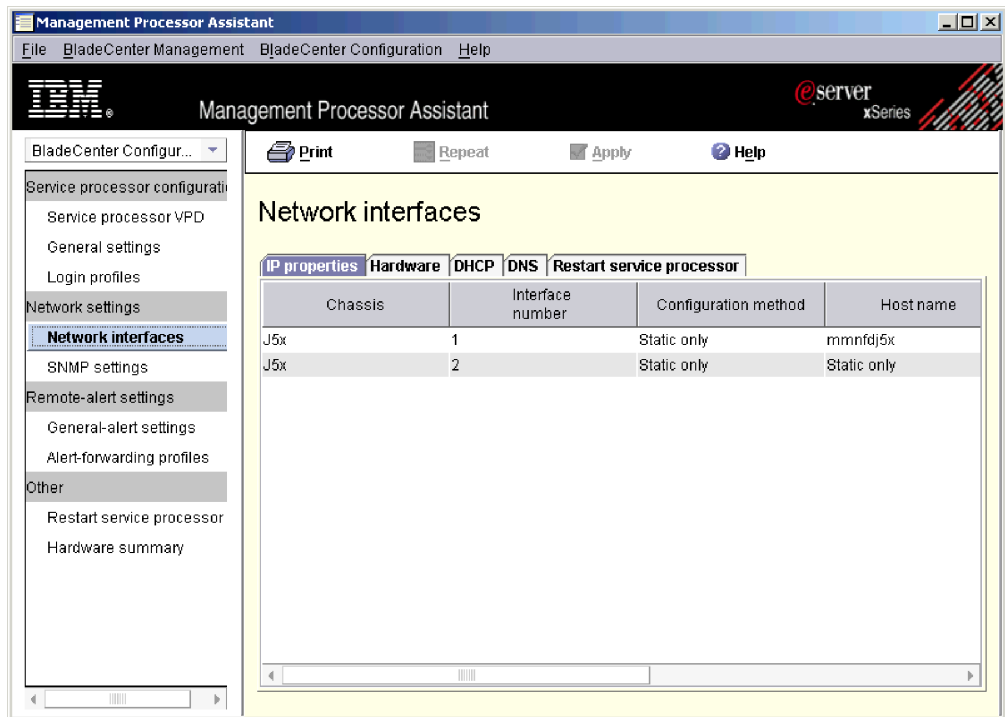 Management Processor Assistant
File BladeCenter Management BladeCenter Configuration Help
IBM®
Management Processor Assistant
eserver
xSeries
BladeCenter Configur...
Print Repeat Apply Help
Service processor configurati
Service processor VPD
General settings
Login profiles
Network settings
Network interfaces
SNMP settings
Remote-alert settings
General-alert settings
Alert-forwarding profiles
Other
Restart service processor
Hardware summary
Network interfaces
IP properties Hardware DHCP DNS Restart service processor
Chassis Interface number Configuration method Host name
J5x 1 Static only mmnfdj5x
J5x 2 Static only Static only